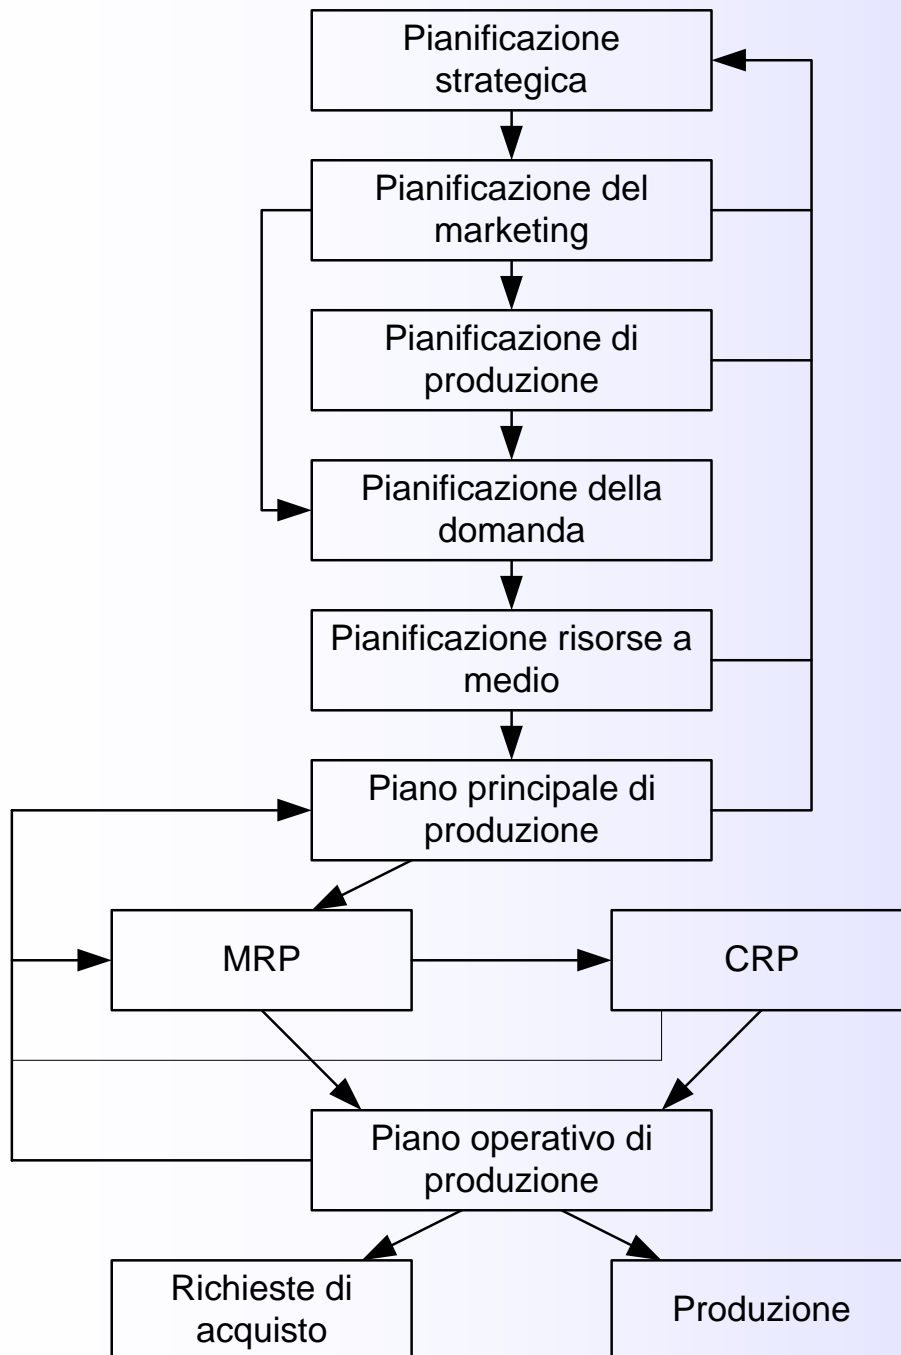 Pianificazione
strategica
Pianificazione del
marketing
Pianificazione di
produzione
Pianificazione della
domanda
Pianificazione risorse a
medio
Piano principale di
produzione
MRP
CRP
Piano operativo di
produzione
Richieste di
acquisto
Produzione